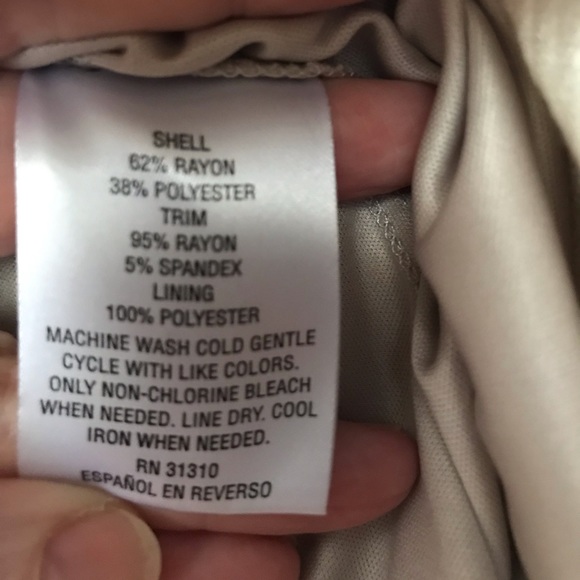 SHELL
62% RAYON
38% POLYESTER
TRIM
95% RAYON
5% SPANDEX
LINING
100% POLYESTER
MACHINE WASH COLD GENTLE
CYCLE WITH LIKE COLORS.
ONLY NON-CHLORINE BLEACH
WHEN NEEDED. LINE DRY. COOL
IRON WHEN NEEDED.
RN 31310
ESPAÑOL EN REVERSO